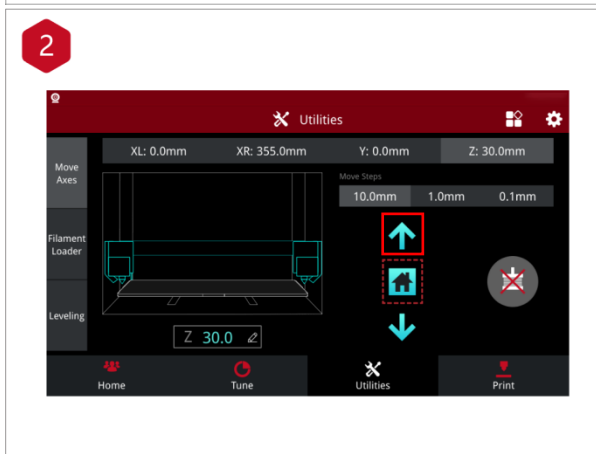 2
Utilities
XL: 0.0mm XR: 355.0mm Y: 0.0mm Z: 30.0mm
Move Axes
Move Steps
10.0mm 1.0mm 0.1mm
Filament Loader
Leveling
Z 30.0
Home Tune Utilities Print